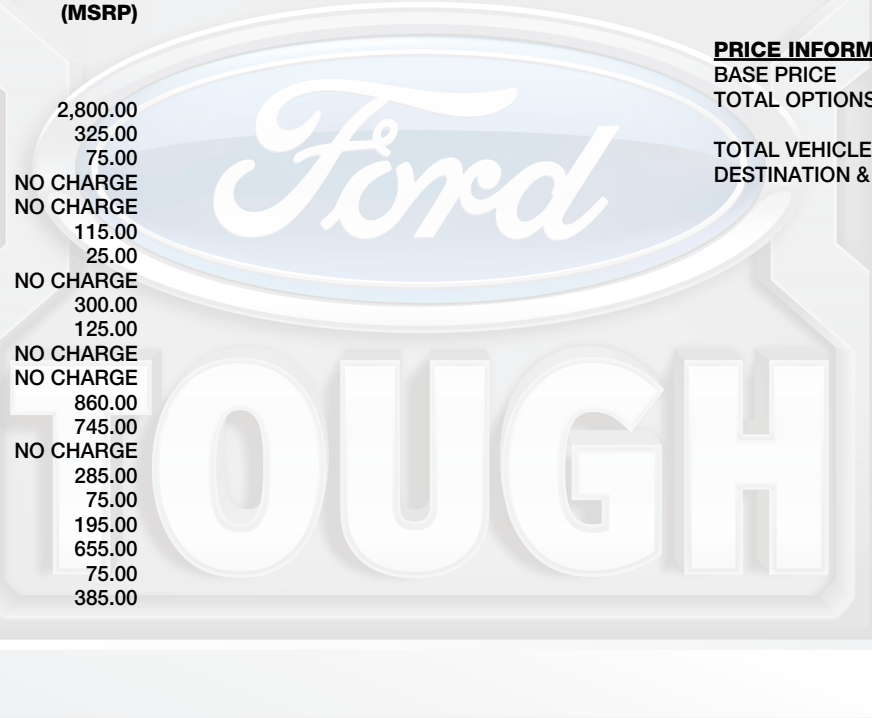 (MSRP)
2,800.00
325.00
75.00
NO CHARGE
NO CHARGE
115.00
25.00
NO CHARGE
300.00
125.00
NO CHARGE
NO CHARGE
860.00
745.00
NO CHARGE
285.00
75.00
195.00
655.00
75.00
385.00
PRICE INFORM
BASE PRICE
TOTAL OPTIONS
TOTAL VEHICLE
DESTINATION &
Ford
TOUGH